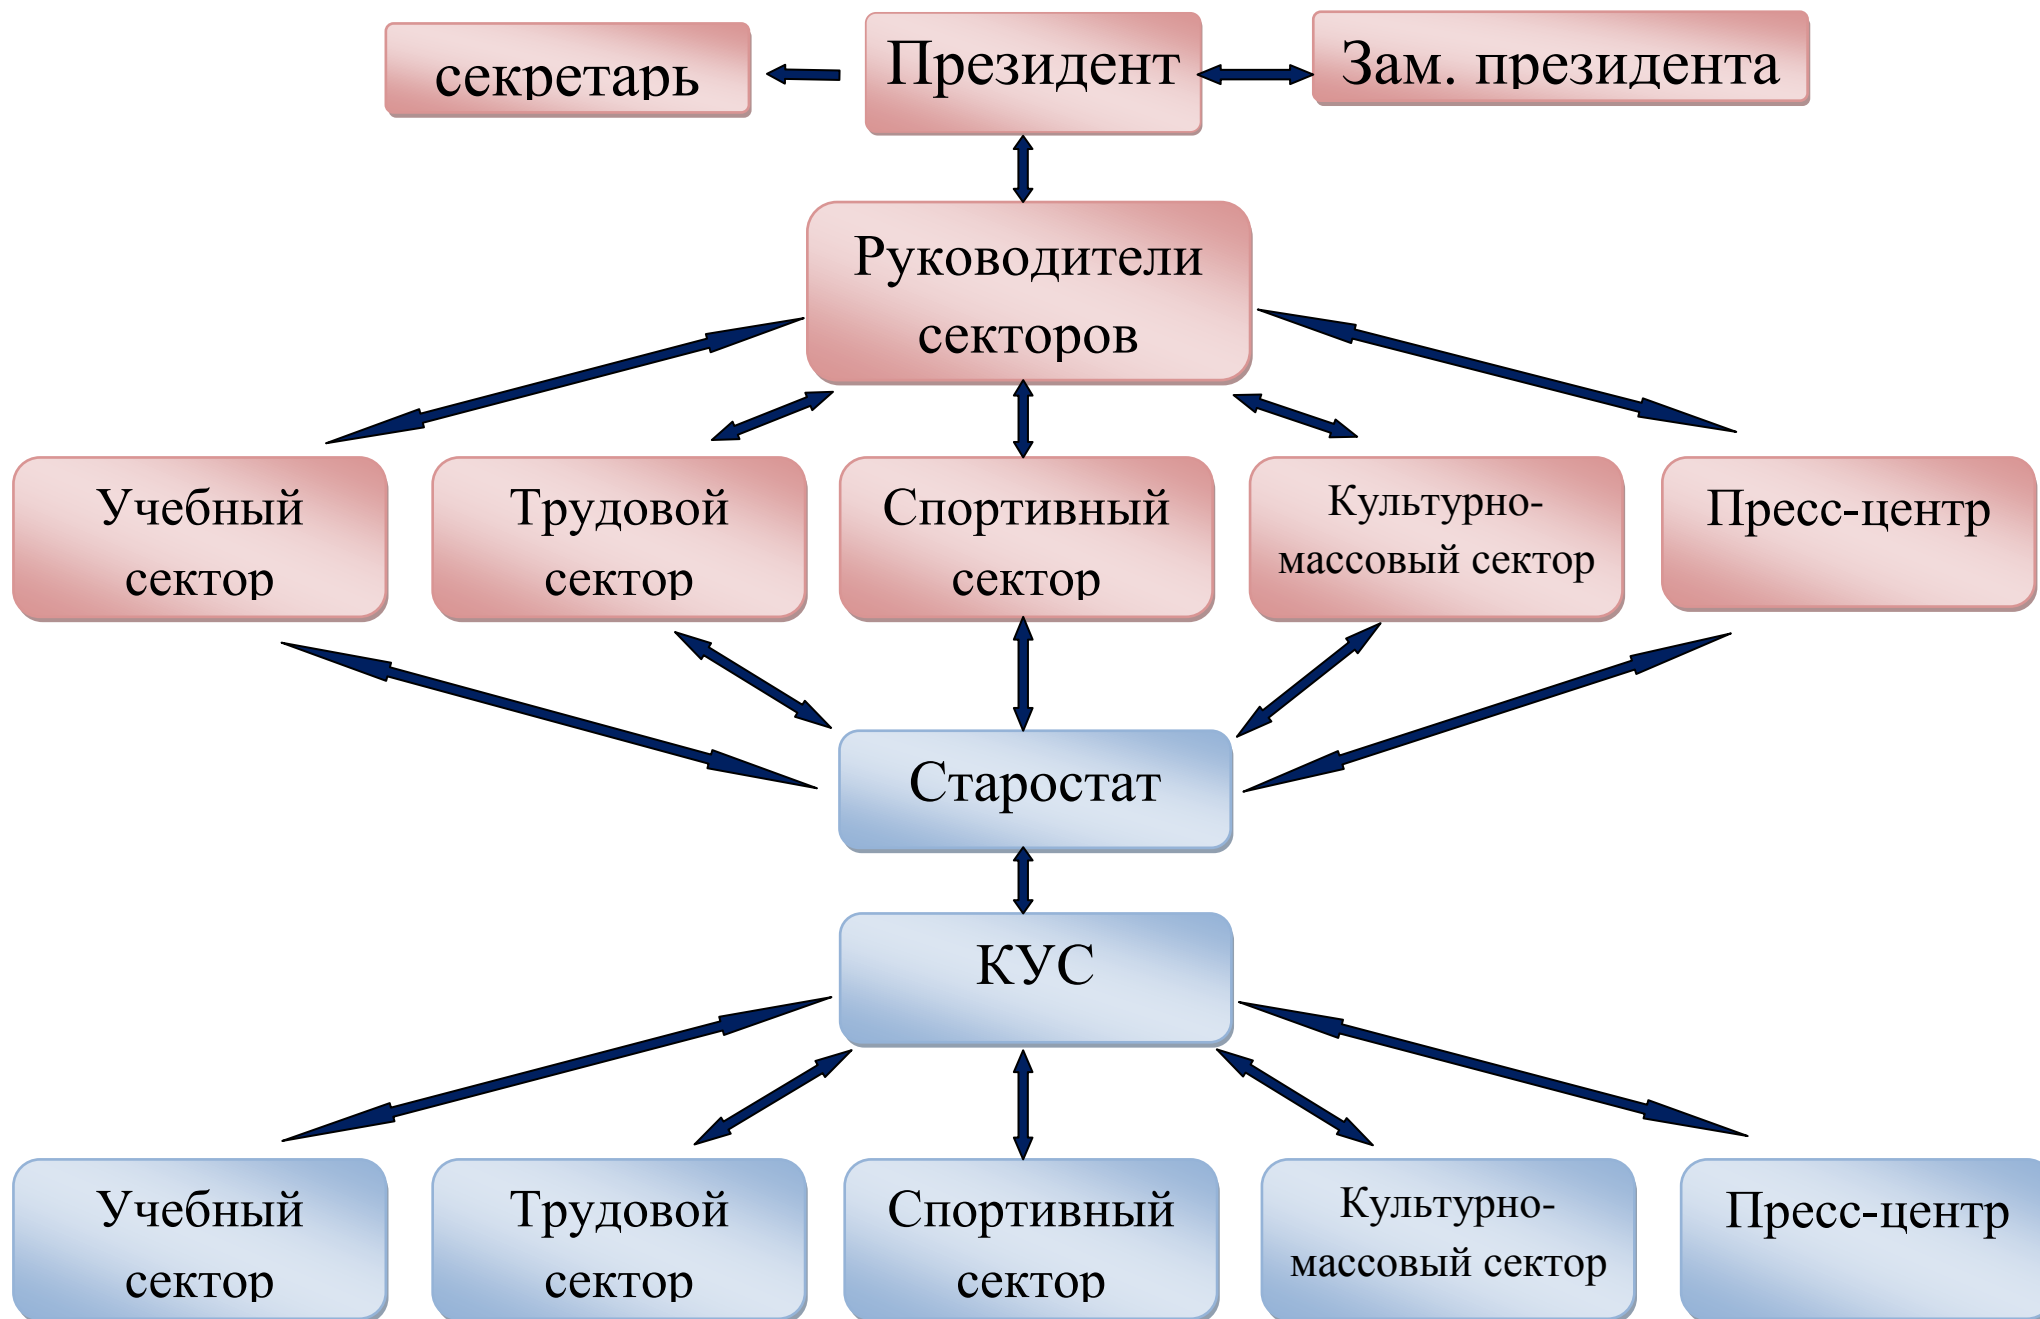 секретарь
Президент
Зам. президента
Руководители
секторов
Учебный
сектор
Трудовой
сектор
Спортивный
сектор
Культурно-
массовый сектор
Пресс-центр
Старостат
КУС
Учебный
сектор
Трудовой
сектор
Спортивный
сектор
Культурно-
массовый сектор
Пресс-центр